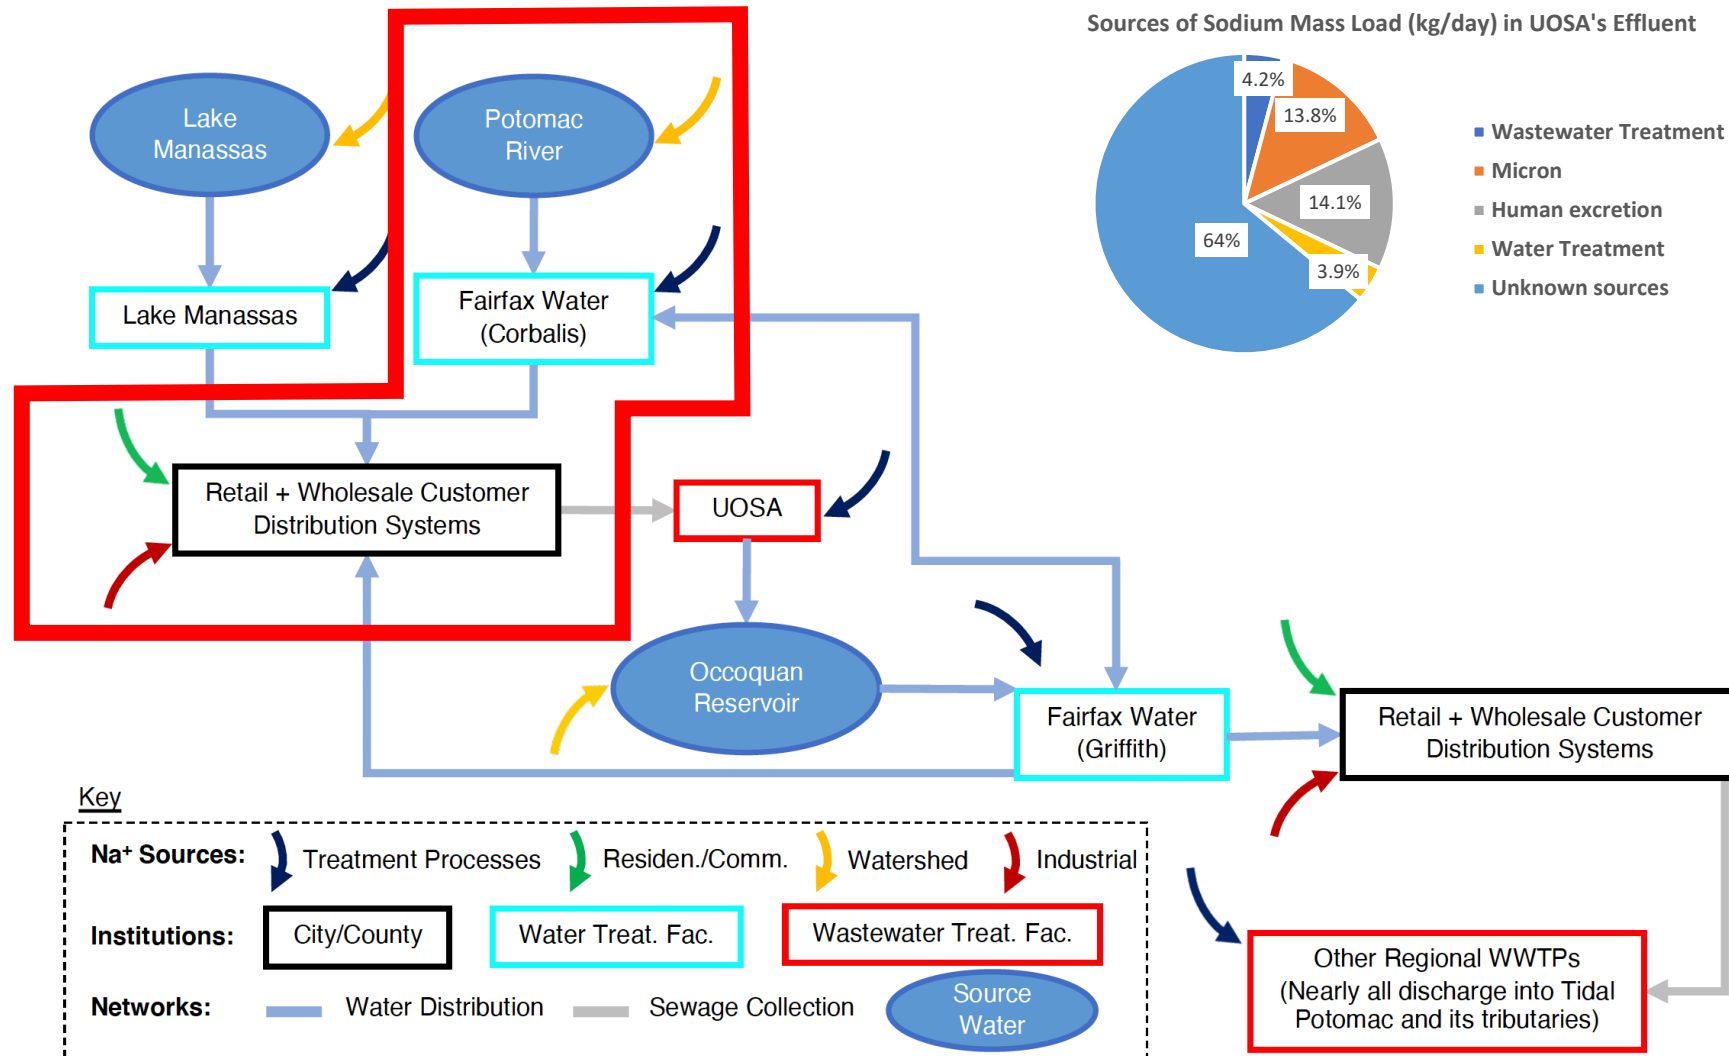 Sources of Sodium Mass Load (kg/day) in UOSA's Effluent
4.2%
13.8%
14.1%
3.9%
64%
Wastewater Treatment
Micron
Human excretion
Water Treatment
Unknown sources
Lake
Manassas
Potomac
River
Lake Manassas
Fairfax Water
(Corbalis)
Retail + Wholesale Customer
Distribution Systems
UOSA
Occoquan
Reservoir
Fairfax Water
(Griffith)
Retail + Wholesale Customer
Distribution Systems
Other Regional WWTPs
(Nearly all discharge into Tidal
Potomac and its tributaries)
Key
Na⁺ Sources: Treatment Processes Residen./Comm. Watershed Industrial
Institutions: City/County Water Treat. Fac. Wastewater Treat. Fac.
Networks: Water Distribution Sewage Collection
Source
Water